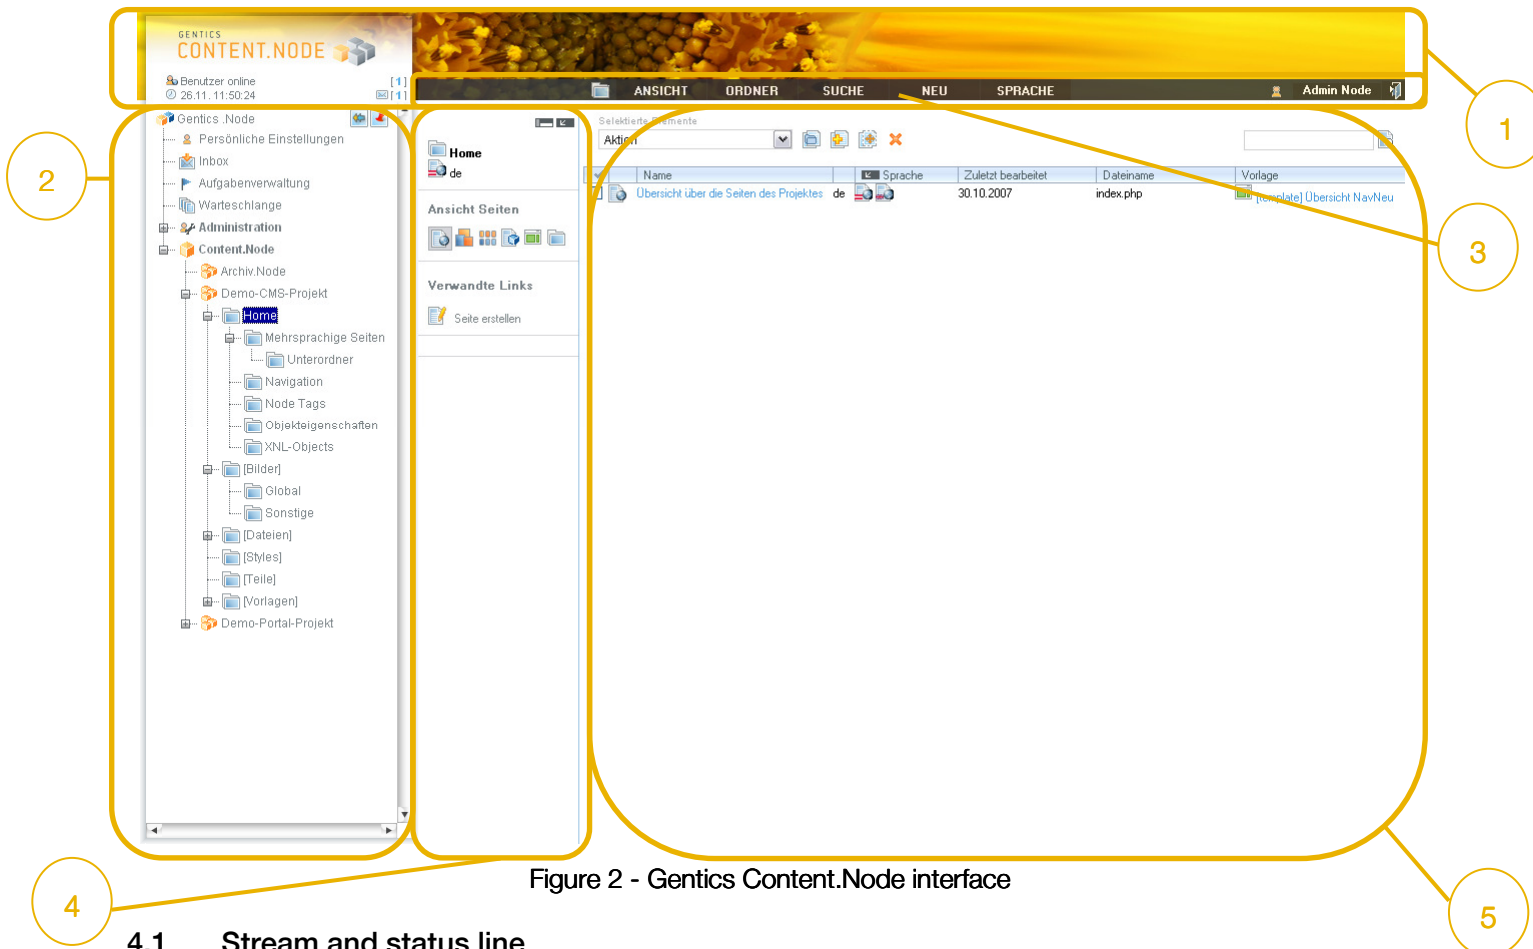 GENTICS
CONTENT.NODE
Benutzer online [1]
26.11. 11:50:24 [1]
ANSICHT ORDNER SUCHE NEU SPRACHE Admin Node
1
2
3
4
5
Gentics .Node
Persönliche Einstellungen
Inbox
Aufgabenverwaltung
Warteschlange
Administration
Content.Node
Archiv.Node
Demo-CMS-Projekt
Home
Mehrsprachige Seiten
Unterordner
Navigation
Node Tags
Objekteigenschaften
XNL-Objects
[Bilder]
Global
Sonstige
[Dateien]
[Styles]
[Teile]
[Vorlagen]
Demo-Portal-Projekt
Home
de
Ansicht Seiten
Verwandte Links
Seite erstellen
Selektierte Elemente
Aktion
Name Sprache Zuletzt bearbeitet Dateiname Vorlage
Übersicht über die Seiten des Projektes de 30.10.2007 index.php [template] Übersicht NavNeu
Figure 2 - Gentics Content.Node interface
4.1 Stream and status line